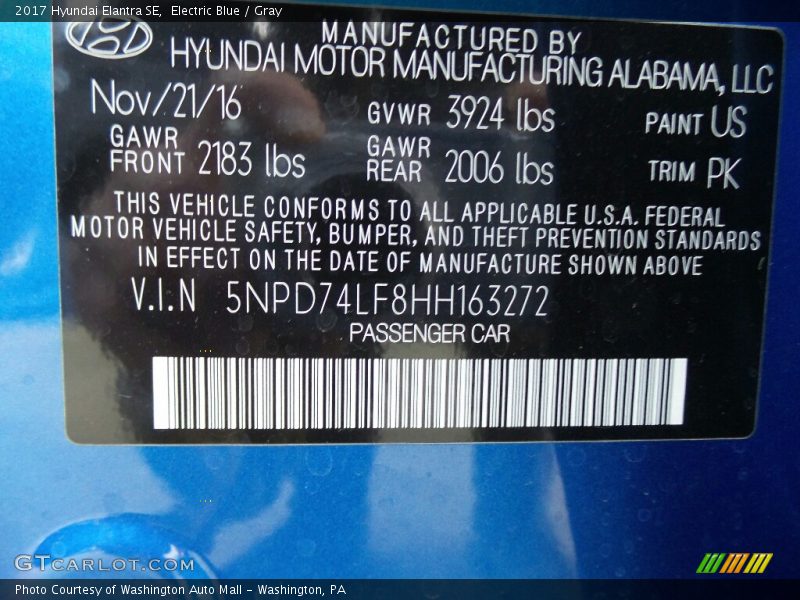 2017 Hyundai Elantra SE,  Electric Blue / Gray
MANUFACTURED BY
HYUNDAI MOTOR MANUFACTURING ALABAMA, LLC
Nov/21/16 GVWR 3924 lbs PAINT US
GAWR FRONT 2183 lbs GAWR REAR 2006 lbs TRIM PK
THIS VEHICLE CONFORMS TO ALL APPLICABLE U.S.A. FEDERAL
MOTOR VEHICLE SAFETY, BUMPER, AND THEFT PREVENTION STANDARDS
IN EFFECT ON THE DATE OF MANUFACTURE SHOWN ABOVE
V.I.N 5NPD74LF8HH163272
PASSENGER CAR
GTCARLOT.COM
Photo Courtesy of Washington Auto Mall - Washington, PA